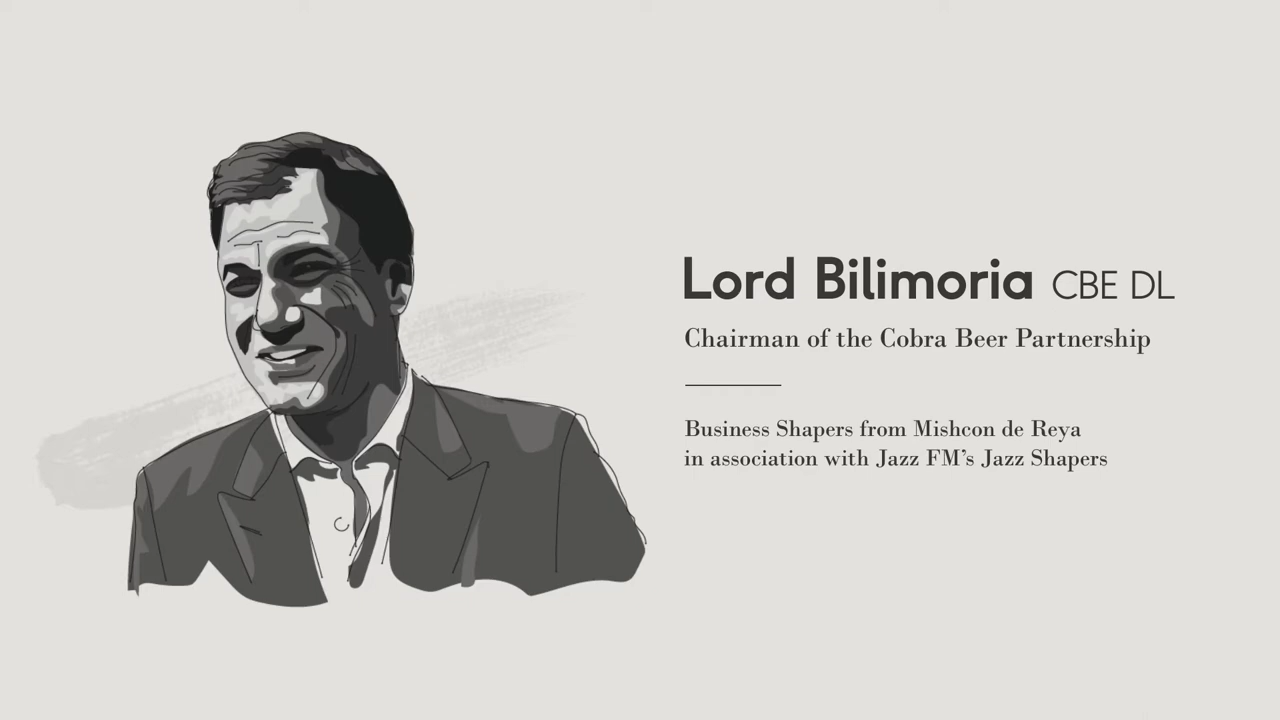 Lord Bilimoria CBE DL
Chairman of the Cobra Beer Partnership
Business Shapers from Mishcon de Reya
in association with Jazz FM’s Jazz Shapers